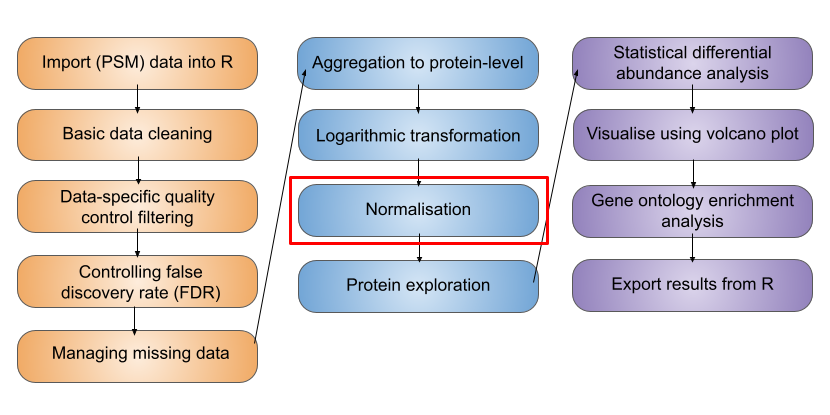 Import (PSM) data into R
Basic data cleaning
Data-specific quality
control filtering
Controlling false
discovery rate (FDR)
Managing missing data
Aggregation to protein-level
Logarithmic transformation
Normalisation
Protein exploration
Statistical differential
abundance analysis
Visualise using volcano plot
Gene ontology enrichment
analysis
Export results from R